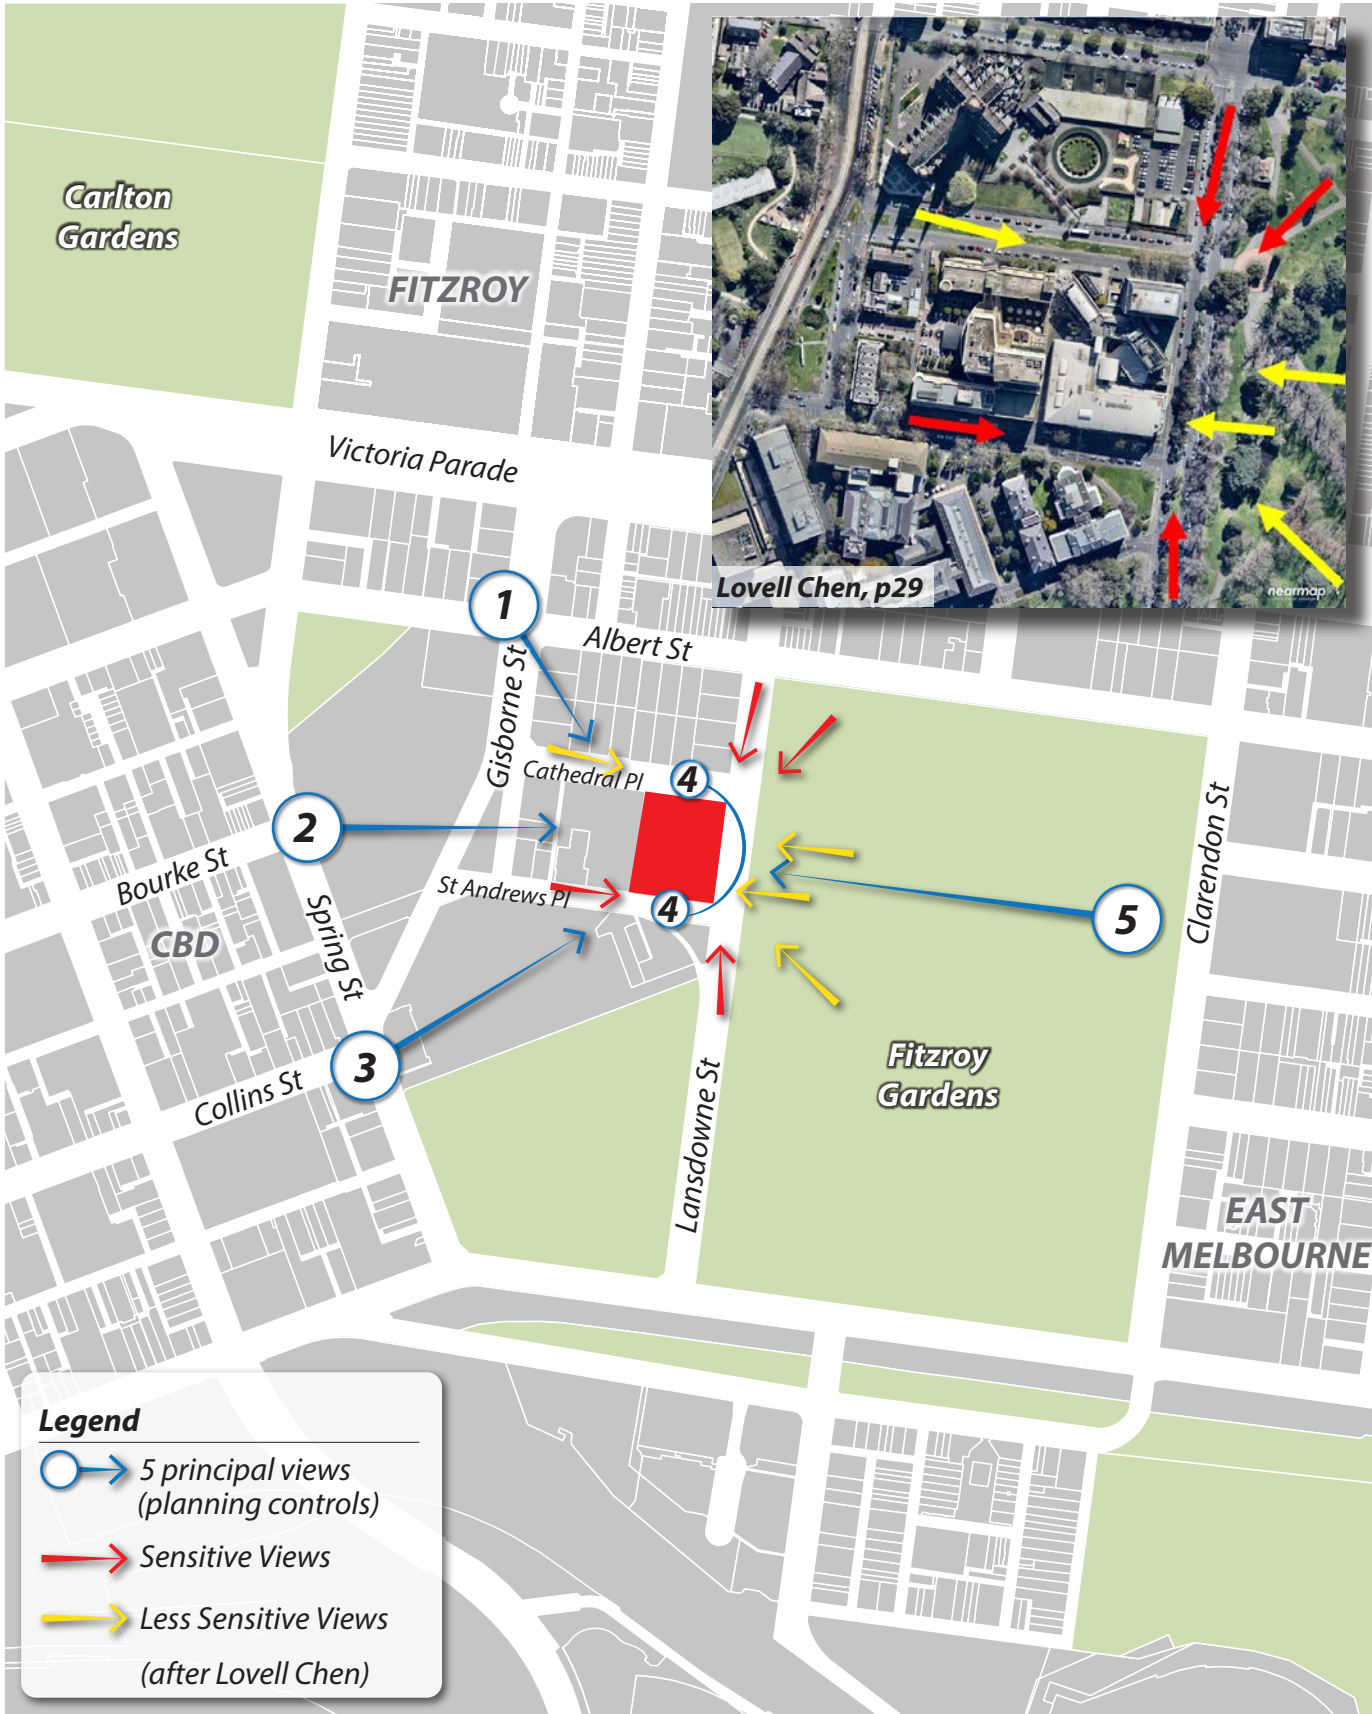 Carlton
Gardens
FITZROY
Victoria Parade
Lovell Chen, p29
nearmap
1
Albert St
Gisborne St
Cathedral Pl
4
2
Bourke St
St Andrews Pl
4
5
Clarendon St
CBD
Spring St
3
Collins St
Lansdowne St
Fitzroy
Gardens
EAST
MELBOURNE
Legend
5 principal views
(planning controls)
Sensitive Views
Less Sensitive Views
(after Lovell Chen)